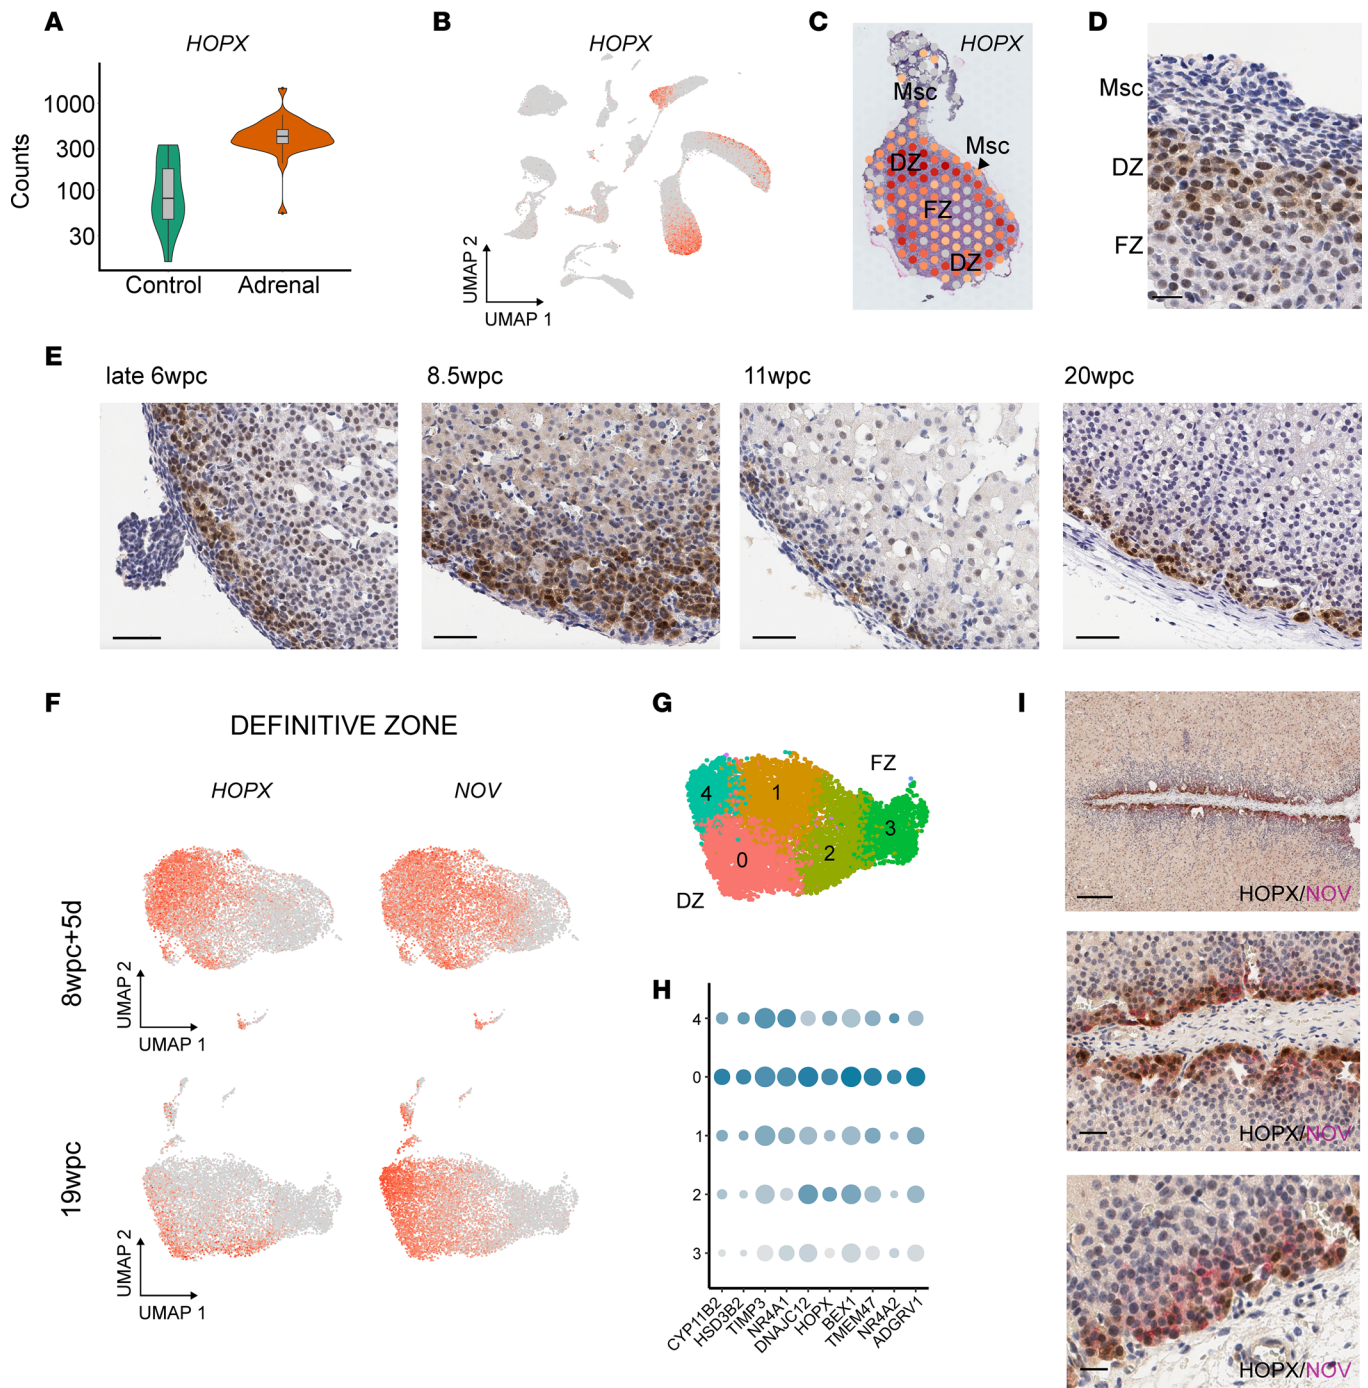 A
HOPX
Counts
1000
300
100
30
Control
Adrenal
B
HOPX
UMAP 2
UMAP 1
C
HOPX
Msc
Msc
DZ
FZ
DZ
D
Msc
DZ
FZ
E
late 6wpc
8.5wpc
11wpc
20wpc
F
DEFINITIVE ZONE
HOPX
NOV
8wpc+5d
UMAP 2
UMAP 1
19wpc
UMAP 2
UMAP 1
G
FZ
4
1
3
0
2
DZ
H
4
0
1
2
3
CYP11B2
HSD3B2
TIMP3
NR4A1
DNAJC12
HOPX
BEX1
TMEM47
NR4A2
ADGRV1
I
HOPX/NOV
HOPX/NOV
HOPX/NOV